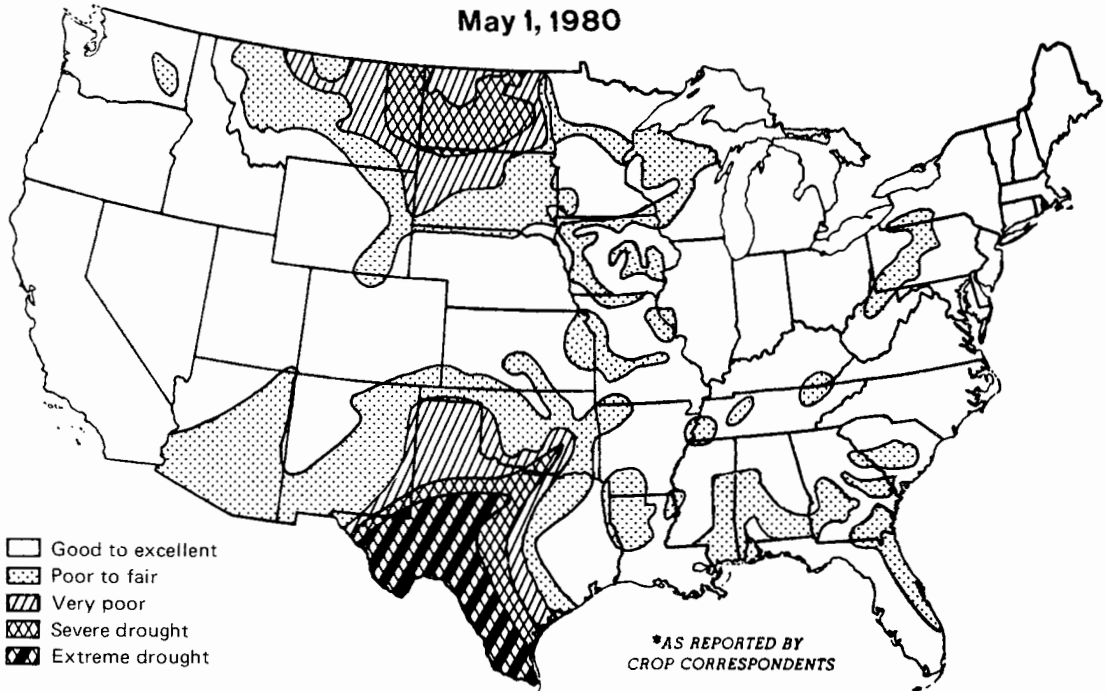 May 1, 1980
Good to excellent
Poor to fair
Very poor
Severe drought
Extreme drought
*AS REPORTED BY
CROP CORRESPONDENTS